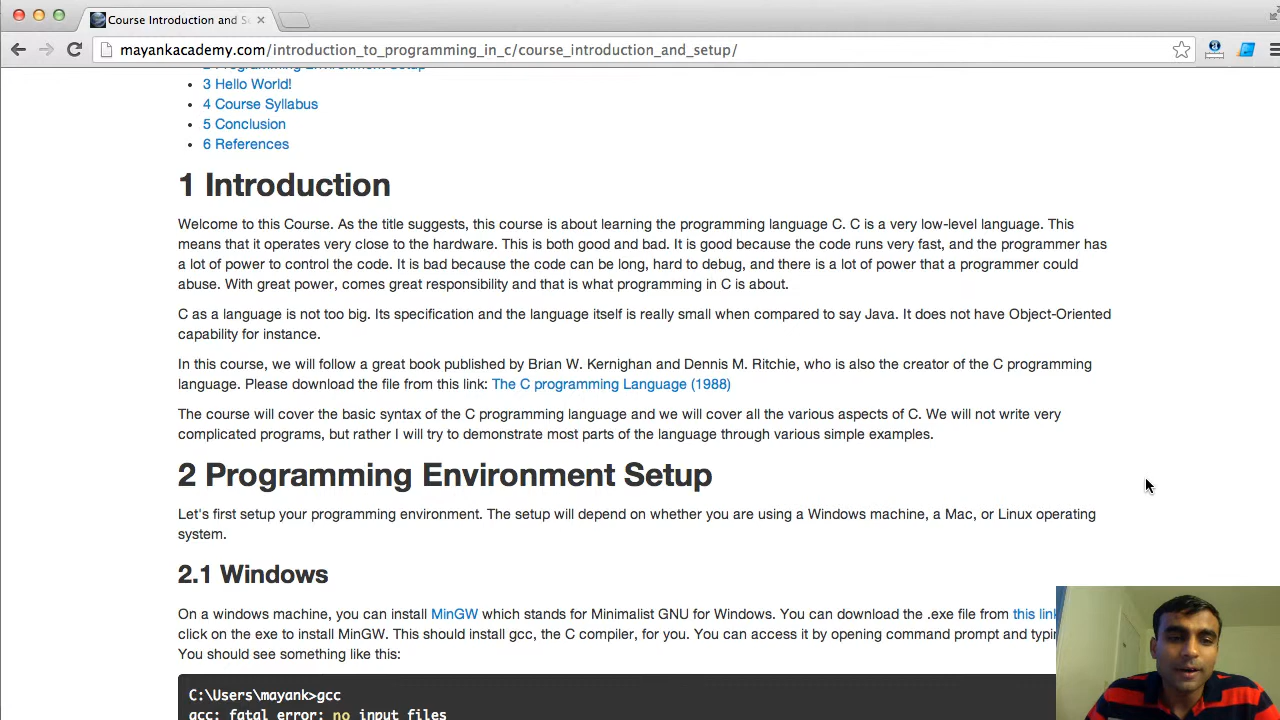 Course Introduction and S
mayankacademy.com/introduction_to_programming_in_c/course_introduction_and_setup/
2 Programming Environment Setup
3 Hello World!
4 Course Syllabus
5 Conclusion
6 References
1 Introduction
Welcome to this Course. As the title suggests, this course is about learning the programming language C. C is a very low-level language. This
means that it operates very close to the hardware. This is both good and bad. It is good because the code runs very fast, and the programmer has
a lot of power to control the code. It is bad because the code can be long, hard to debug, and there is a lot of power that a programmer could
abuse. With great power, comes great responsibility and that is what programming in C is about.
C as a language is not too big. Its specification and the language itself is really small when compared to say Java. It does not have Object-Oriented
capability for instance.
In this course, we will follow a great book published by Brian W. Kernighan and Dennis M. Ritchie, who is also the creator of the C programming
language. Please download the file from this link: The C programming Language (1988)
The course will cover the basic syntax of the C programming language and we will cover all the various aspects of C. We will not write very
complicated programs, but rather I will try to demonstrate most parts of the language through various simple examples.
2 Programming Environment Setup
Let's first setup your programming environment. The setup will depend on whether you are using a Windows machine, a Mac, or Linux operating
system.
2.1 Windows
On a windows machine, you can install MinGW which stands for Minimalist GNU for Windows. You can download the .exe file from this link
click on the exe to install MinGW. This should install gcc, the C compiler, for you. You can access it by opening command prompt and typin
You should see something like this:
C:\Users\mayank>gcc
gcc: fatal error: no input files